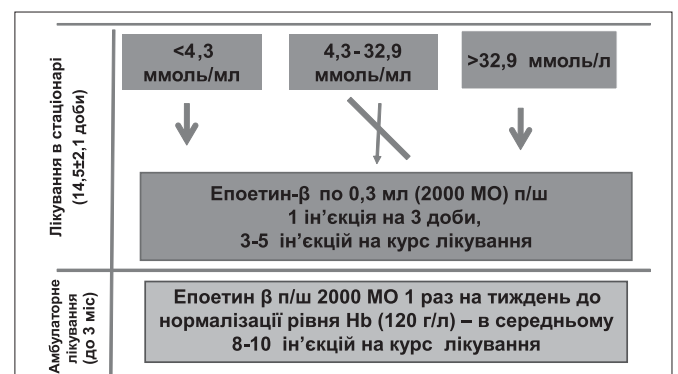 Лікування в стаціонарі
(14,5±2,1 доби)
<4,3
ммоль/мл
4,3-32,9
ммоль/мл
>32,9 ммоль/л
Епоетин-β по 0,3 мл (2000 МО) п/ш
1 ін’єкція на 3 доби,
3-5 ін’єкцій на курс лікування
Амбулаторне
лікування
(до 3 міс)
Епоетин β п/ш 2000 МО 1 раз на тиждень до
нормалізації рівня Hb (120 г/л) – в середньому
8-10 ін’єкцій на курс лікування